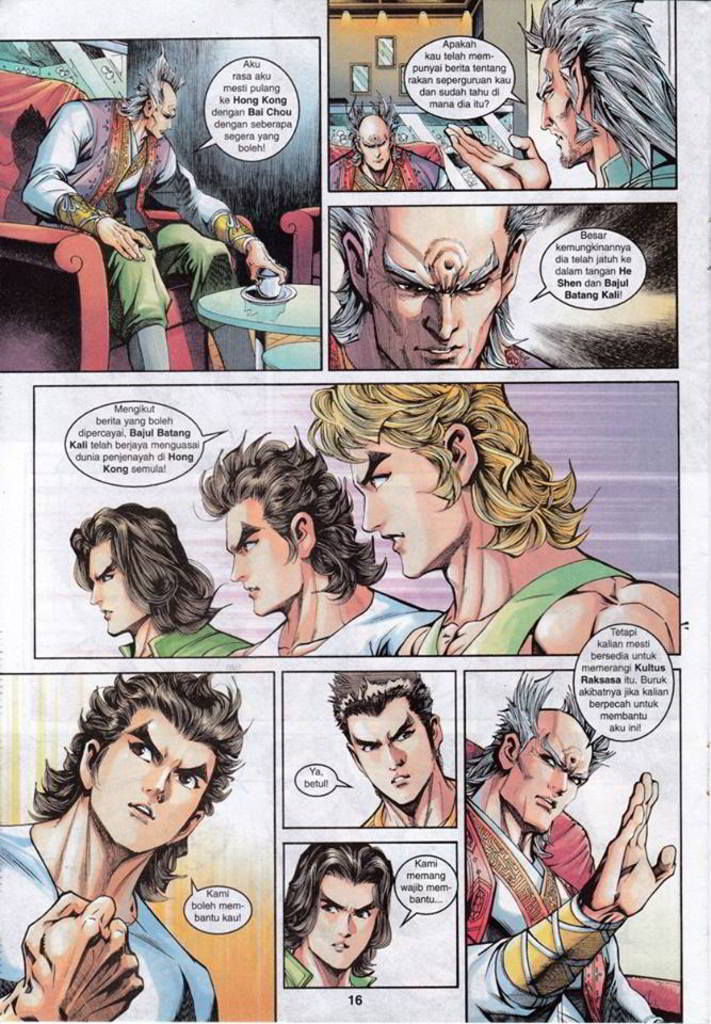 Aku
rasa aku
mesti pulang
ke Hong Kong
dengan Bai Chou
dengan seberapa
segera yang
boleh!
Apakah
kau telah mem-
punyai berita tentang
rakan seperguruan kau
dan sudah tahu di
mana dia itu?
Besar
kemungkinannya
dia telah jatuh ke
dalam tangan He
Shen dan Bajul
Batang Kali!
Mengikut
berita yang boleh
dipercayai, Bajul Batang
Kali telah berjaya menguasai
dunia penjenayah di Hong
Kong semula!
Kami
boleh mem-
bantu kau!
Ya,
betul!
Kami
memang
wajib mem-
bantu...
Tetapi
kalian mesti
bersedia untuk
memerangi Kultus
Raksasa itu. Buruk
akibatnya jika kalian
berpecah untuk
membantu
aku ini!
16